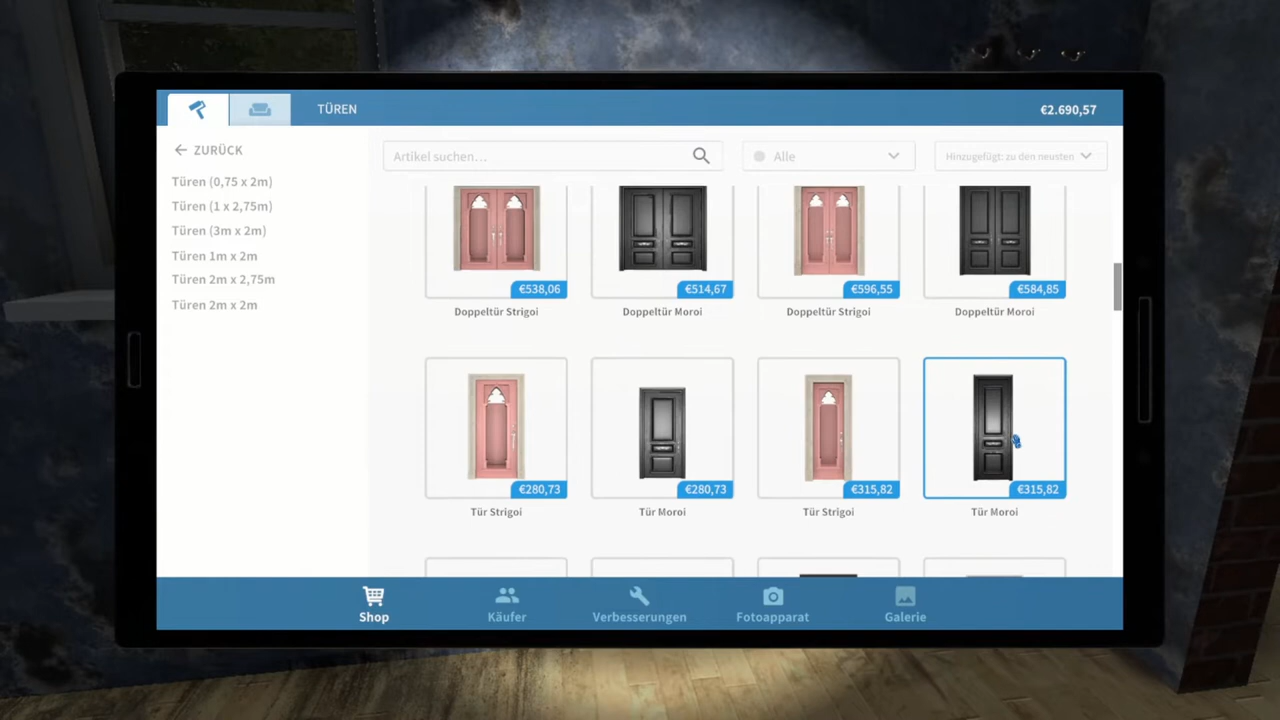 TÜREN
€2.690,57
ZURÜCK
Artikel suchen...
Alle
Hinzugefügt: zu den neusten
Türen (0,75 x 2m)
Türen (1 x 2,75m)
Türen (3m x 2m)
Türen 1m x 2m
Türen 2m x 2,75m
Türen 2m x 2m
€538,06
€514,67
€596,55
€584,85
Doppeltür Strigoi
Doppeltür Moroi
Doppeltür Strigoi
Doppeltür Moroi
€280,73
€280,73
€315,82
€315,82
Tür Strigoi
Tür Moroi
Tür Strigoi
Tür Moroi
Shop
Käufer
Verbesserungen
Fotoapparat
Galerie